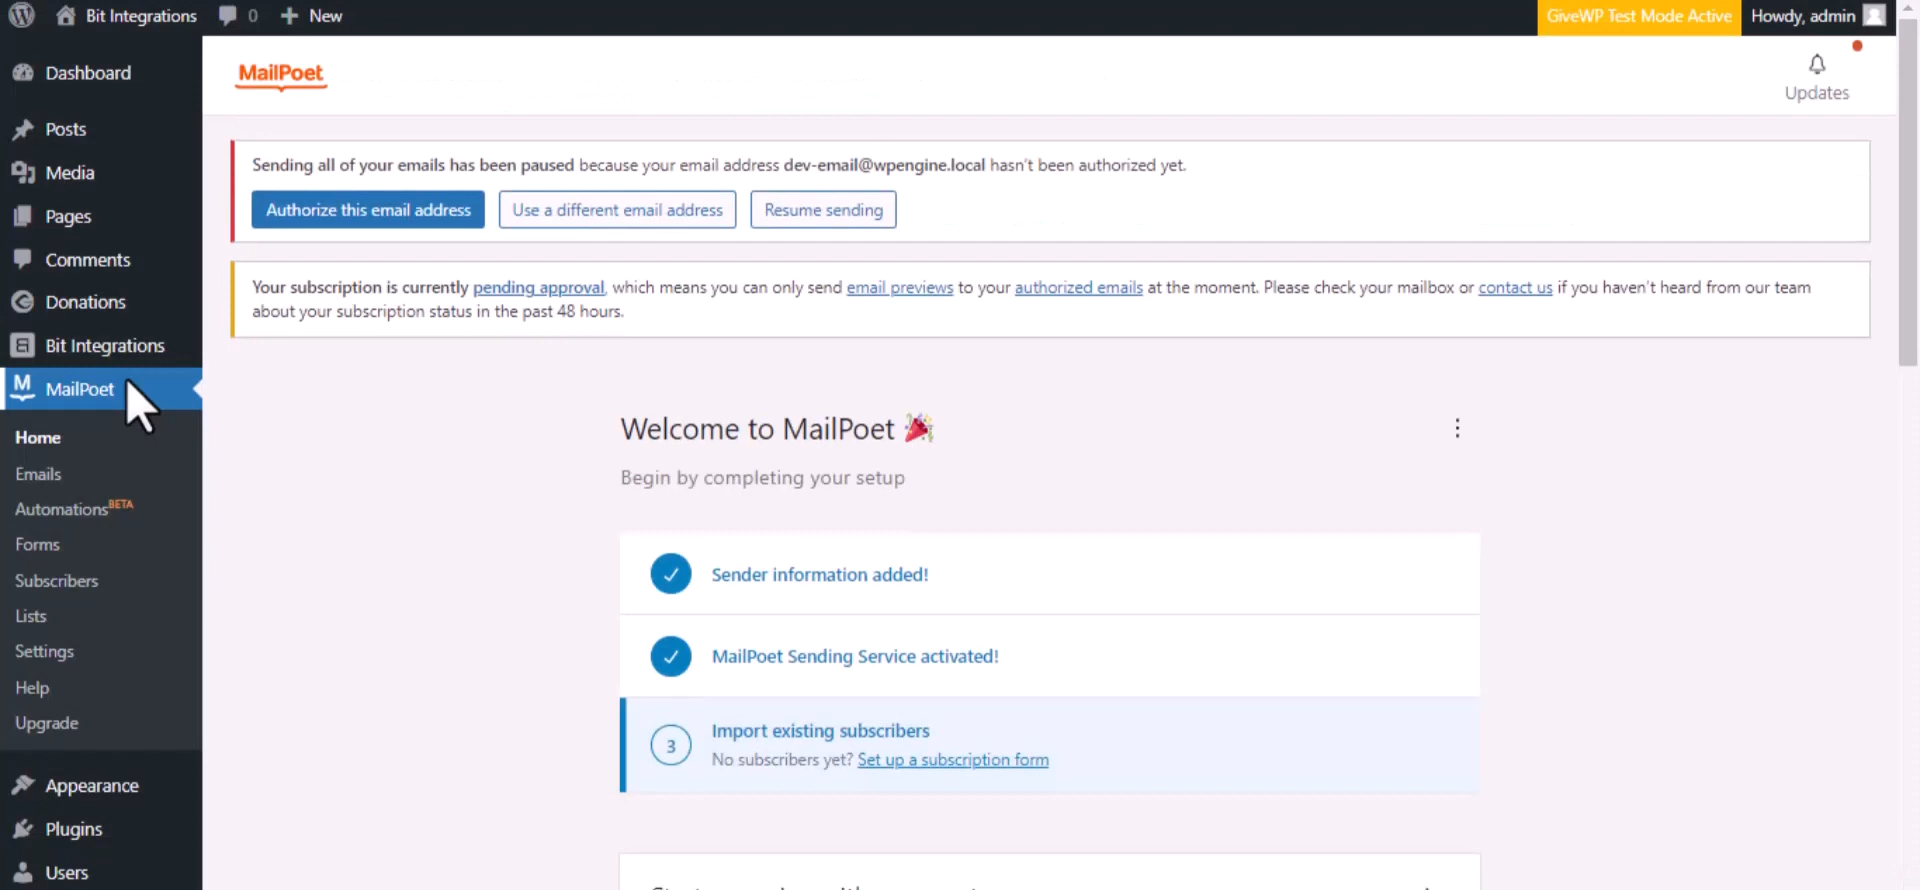 Bit Integrations 0 New GiveWP Test Mode Active Howdy, admin
Dashboard
Posts
Media
Pages
Comments
Donations
Bit Integrations
M MailPoet
Home
Emails
Automations BETA
Forms
Subscribers
Lists
Settings
Help
Upgrade
Appearance
Plugins
Users
MailPoet
Updates
Sending all of your emails has been paused because your email address dev-email@wpengine.local hasn't been authorized yet.
Authorize this email address Use a different email address Resume sending
Your subscription is currently pending approval, which means you can only send email previews to your authorized emails at the moment. Please check your mailbox or contact us if you haven't heard from our team
about your subscription status in the past 48 hours.
Welcome to MailPoet
Begin by completing your setup
Sender information added!
MailPoet Sending Service activated!
3 Import existing subscribers
No subscribers yet? Set up a subscription form